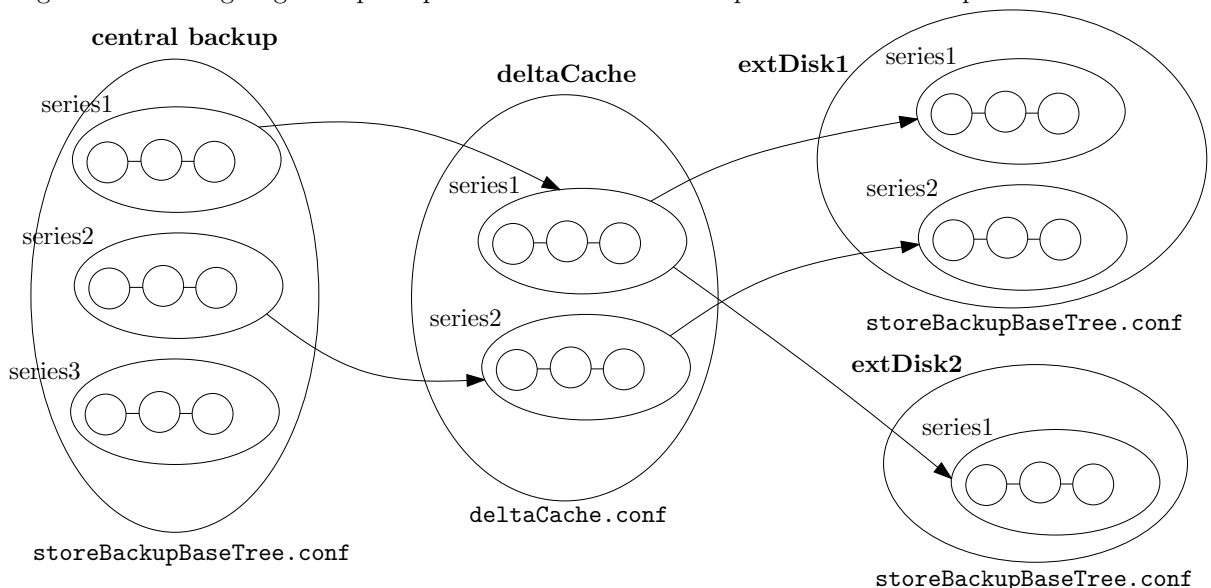 central backup
series1
series2
series3
storeBackupBaseTree.conf
deltaCache
series1
series2
deltaCache.conf
extDisk1
series1
series2
storeBackupBaseTree.conf
extDisk2
series1
storeBackupBaseTree.conf